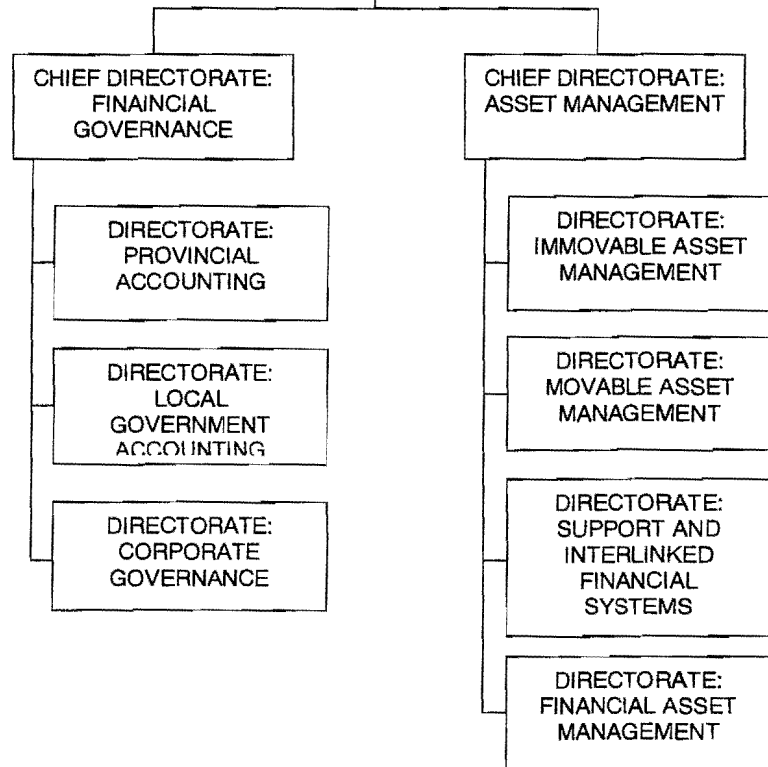 CHIEF DIRECTORATE:
FINAINCIAL
GOVERNANCE
DIRECTORATE:
PROVINCIAL
ACCOUNTING
DIRECTORATE:
LOCAL
GOVERNMENT
ACCOUNTING
DIRECTORATE:
CORPORATE
GOVERNANCE
CHIEF DIRECTORATE:
ASSET MANAGEMENT
DIRECTORATE:
IMMOVABLE ASSET
MANAGEMENT
DIRECTORATE:
MOVABLE ASSET
MANAGEMENT
DIRECTORATE:
SUPPORT AND
INTERLINKED
FINANCIAL
SYSTEMS
DIRECTORATE:
FINANCIAL ASSET
MANAGEMENT